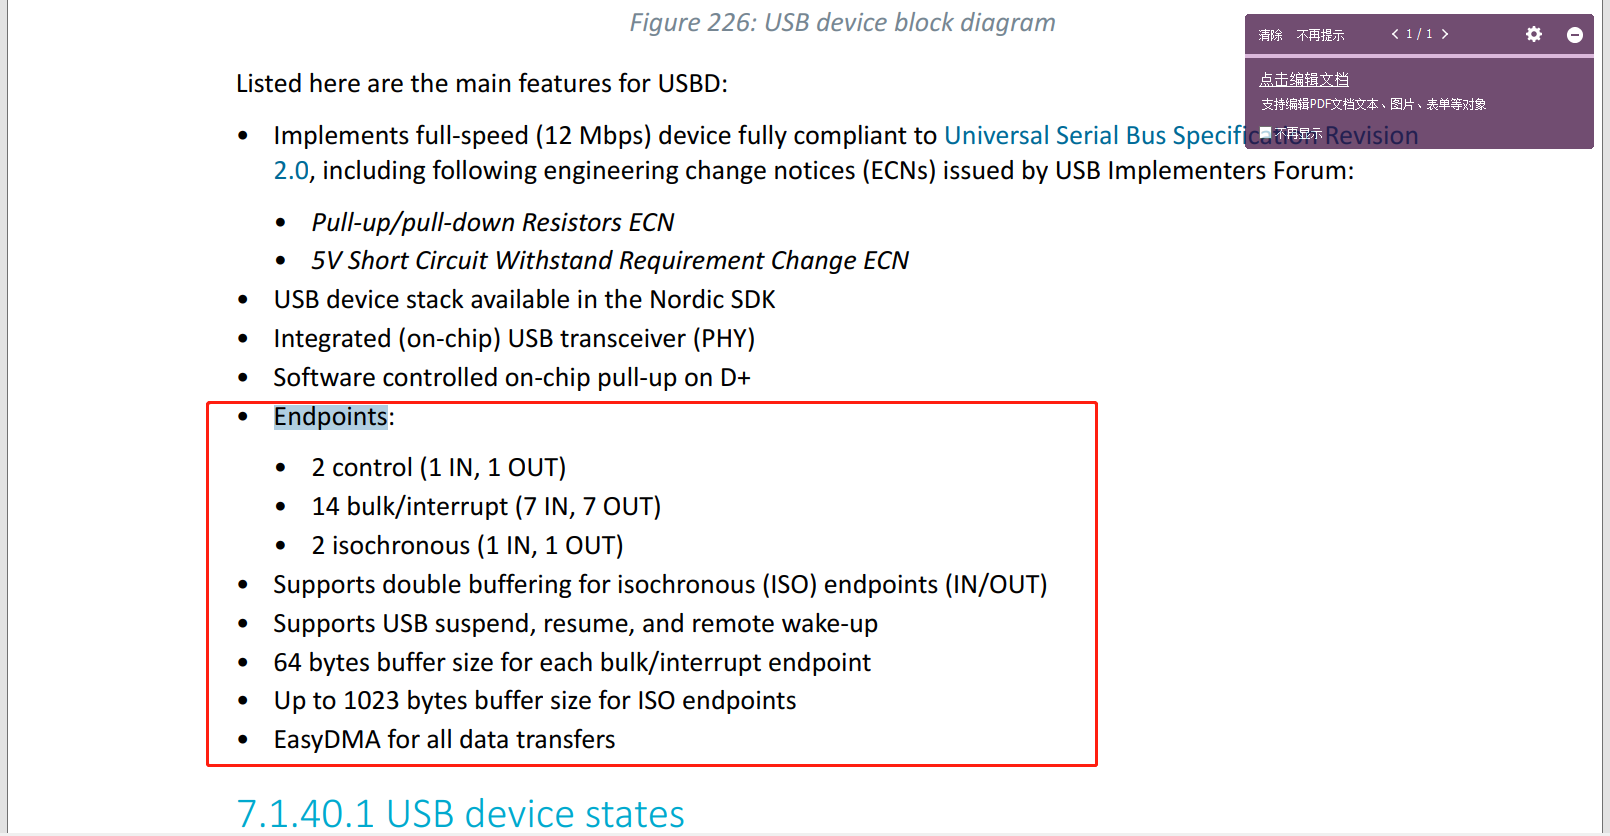 Figure 226: USB device block diagram
清除 不再提示 < 1 / 1 >
点击编辑文档
支持编辑PDF文档文本、图片、表单等对象
不再显示
Listed here are the main features for USBD:
• Implements full-speed (12 Mbps) device fully compliant to Universal Serial Bus Specification Revision
2.0, including following engineering change notices (ECNs) issued by USB Implementers Forum:
• Pull-up/pull-down Resistors ECN
• 5V Short Circuit Withstand Requirement Change ECN
• USB device stack available in the Nordic SDK
• Integrated (on-chip) USB transceiver (PHY)
• Software controlled on-chip pull-up on D+
• Endpoints:
• 2 control (1 IN, 1 OUT)
• 14 bulk/interrupt (7 IN, 7 OUT)
• 2 isochronous (1 IN, 1 OUT)
• Supports double buffering for isochronous (ISO) endpoints (IN/OUT)
• Supports USB suspend, resume, and remote wake-up
• 64 bytes buffer size for each bulk/interrupt endpoint
• Up to 1023 bytes buffer size for ISO endpoints
• EasyDMA for all data transfers
7.1.40.1 USB device states